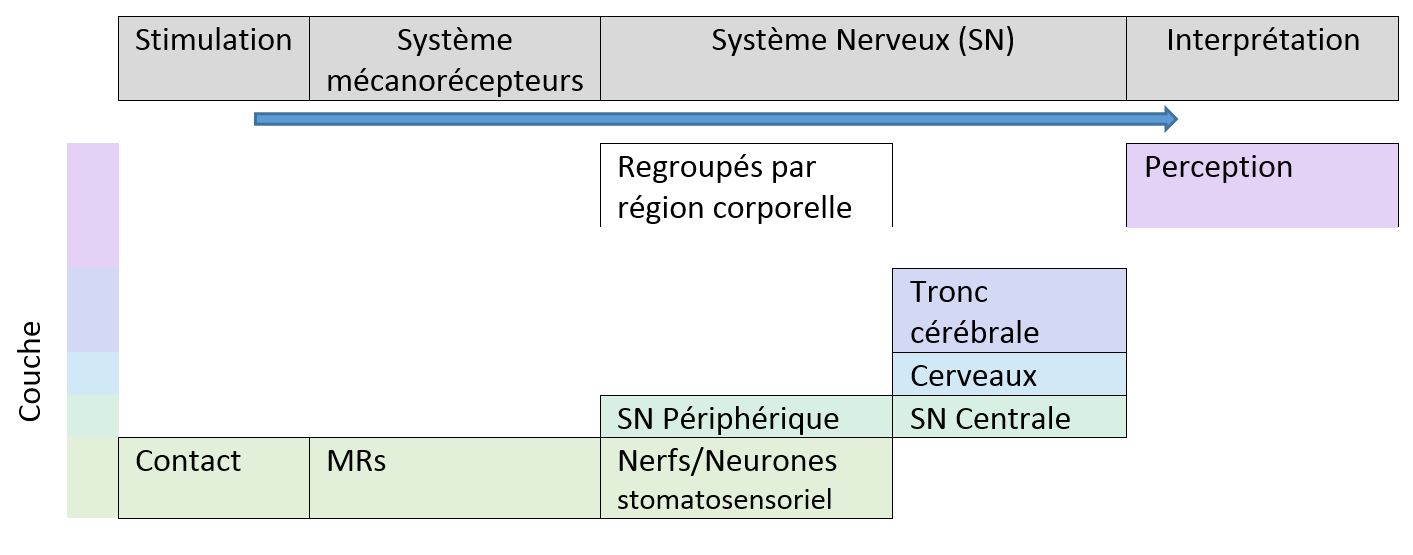 Stimulation
Système
mécanorécepteurs
Système Nerveux (SN)
Interprétation
Regroupés par
région corporelle
Perception
Couche
Tronc
cérébrale
Cerveaux
SN Périphérique
SN Centrale
Contact
MRs
Nerfs/Neurones
stomatosensoriel